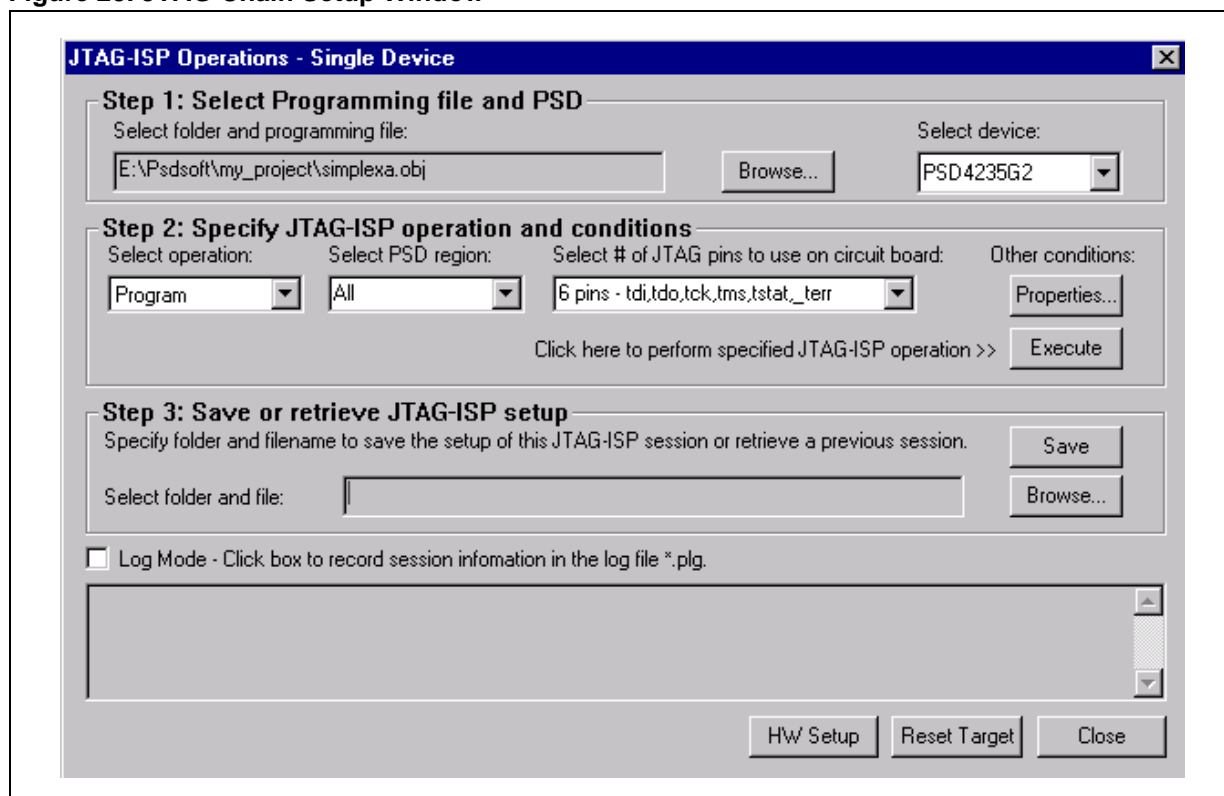 JTAG-ISP Operations - Single Device
Step 1: Select Programming file and PSD
Select folder and programming file:
Select device:
E:\Psdsoft\my_project\simplexa.obj
Browse...
PSD4235G2
Step 2: Specify JTAG-ISP operation and conditions
Select operation:
Select PSD region:
Select # of JTAG pins to use on circuit board:
Other conditions:
Program
All
6 pins - tdi,tdo,tck,tms,tstat,_terr
Properties...
Click here to perform specified JTAG-ISP operation >>
Execute
Step 3: Save or retrieve JTAG-ISP setup
Specify folder and filename to save the setup of this JTAG-ISP session or retrieve a previous session.
Save
Select folder and file:
Browse...
Log Mode - Click box to record session infomation in the log file *.plg.
HW Setup
Reset Target
Close